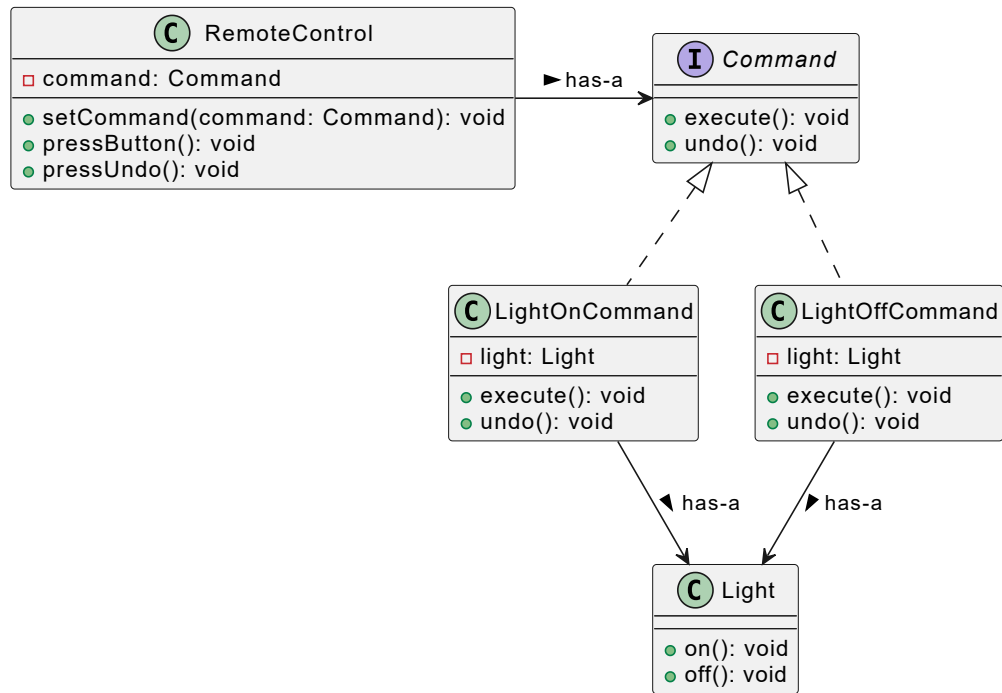 C RemoteControl
command: Command
setCommand(command: Command): void
pressButton(): void
pressUndo(): void
has-a
I Command
execute(): void
undo(): void
C LightOnCommand
light: Light
execute(): void
undo(): void
C LightOffCommand
light: Light
execute(): void
undo(): void
has-a
has-a
C Light
on(): void
off(): void